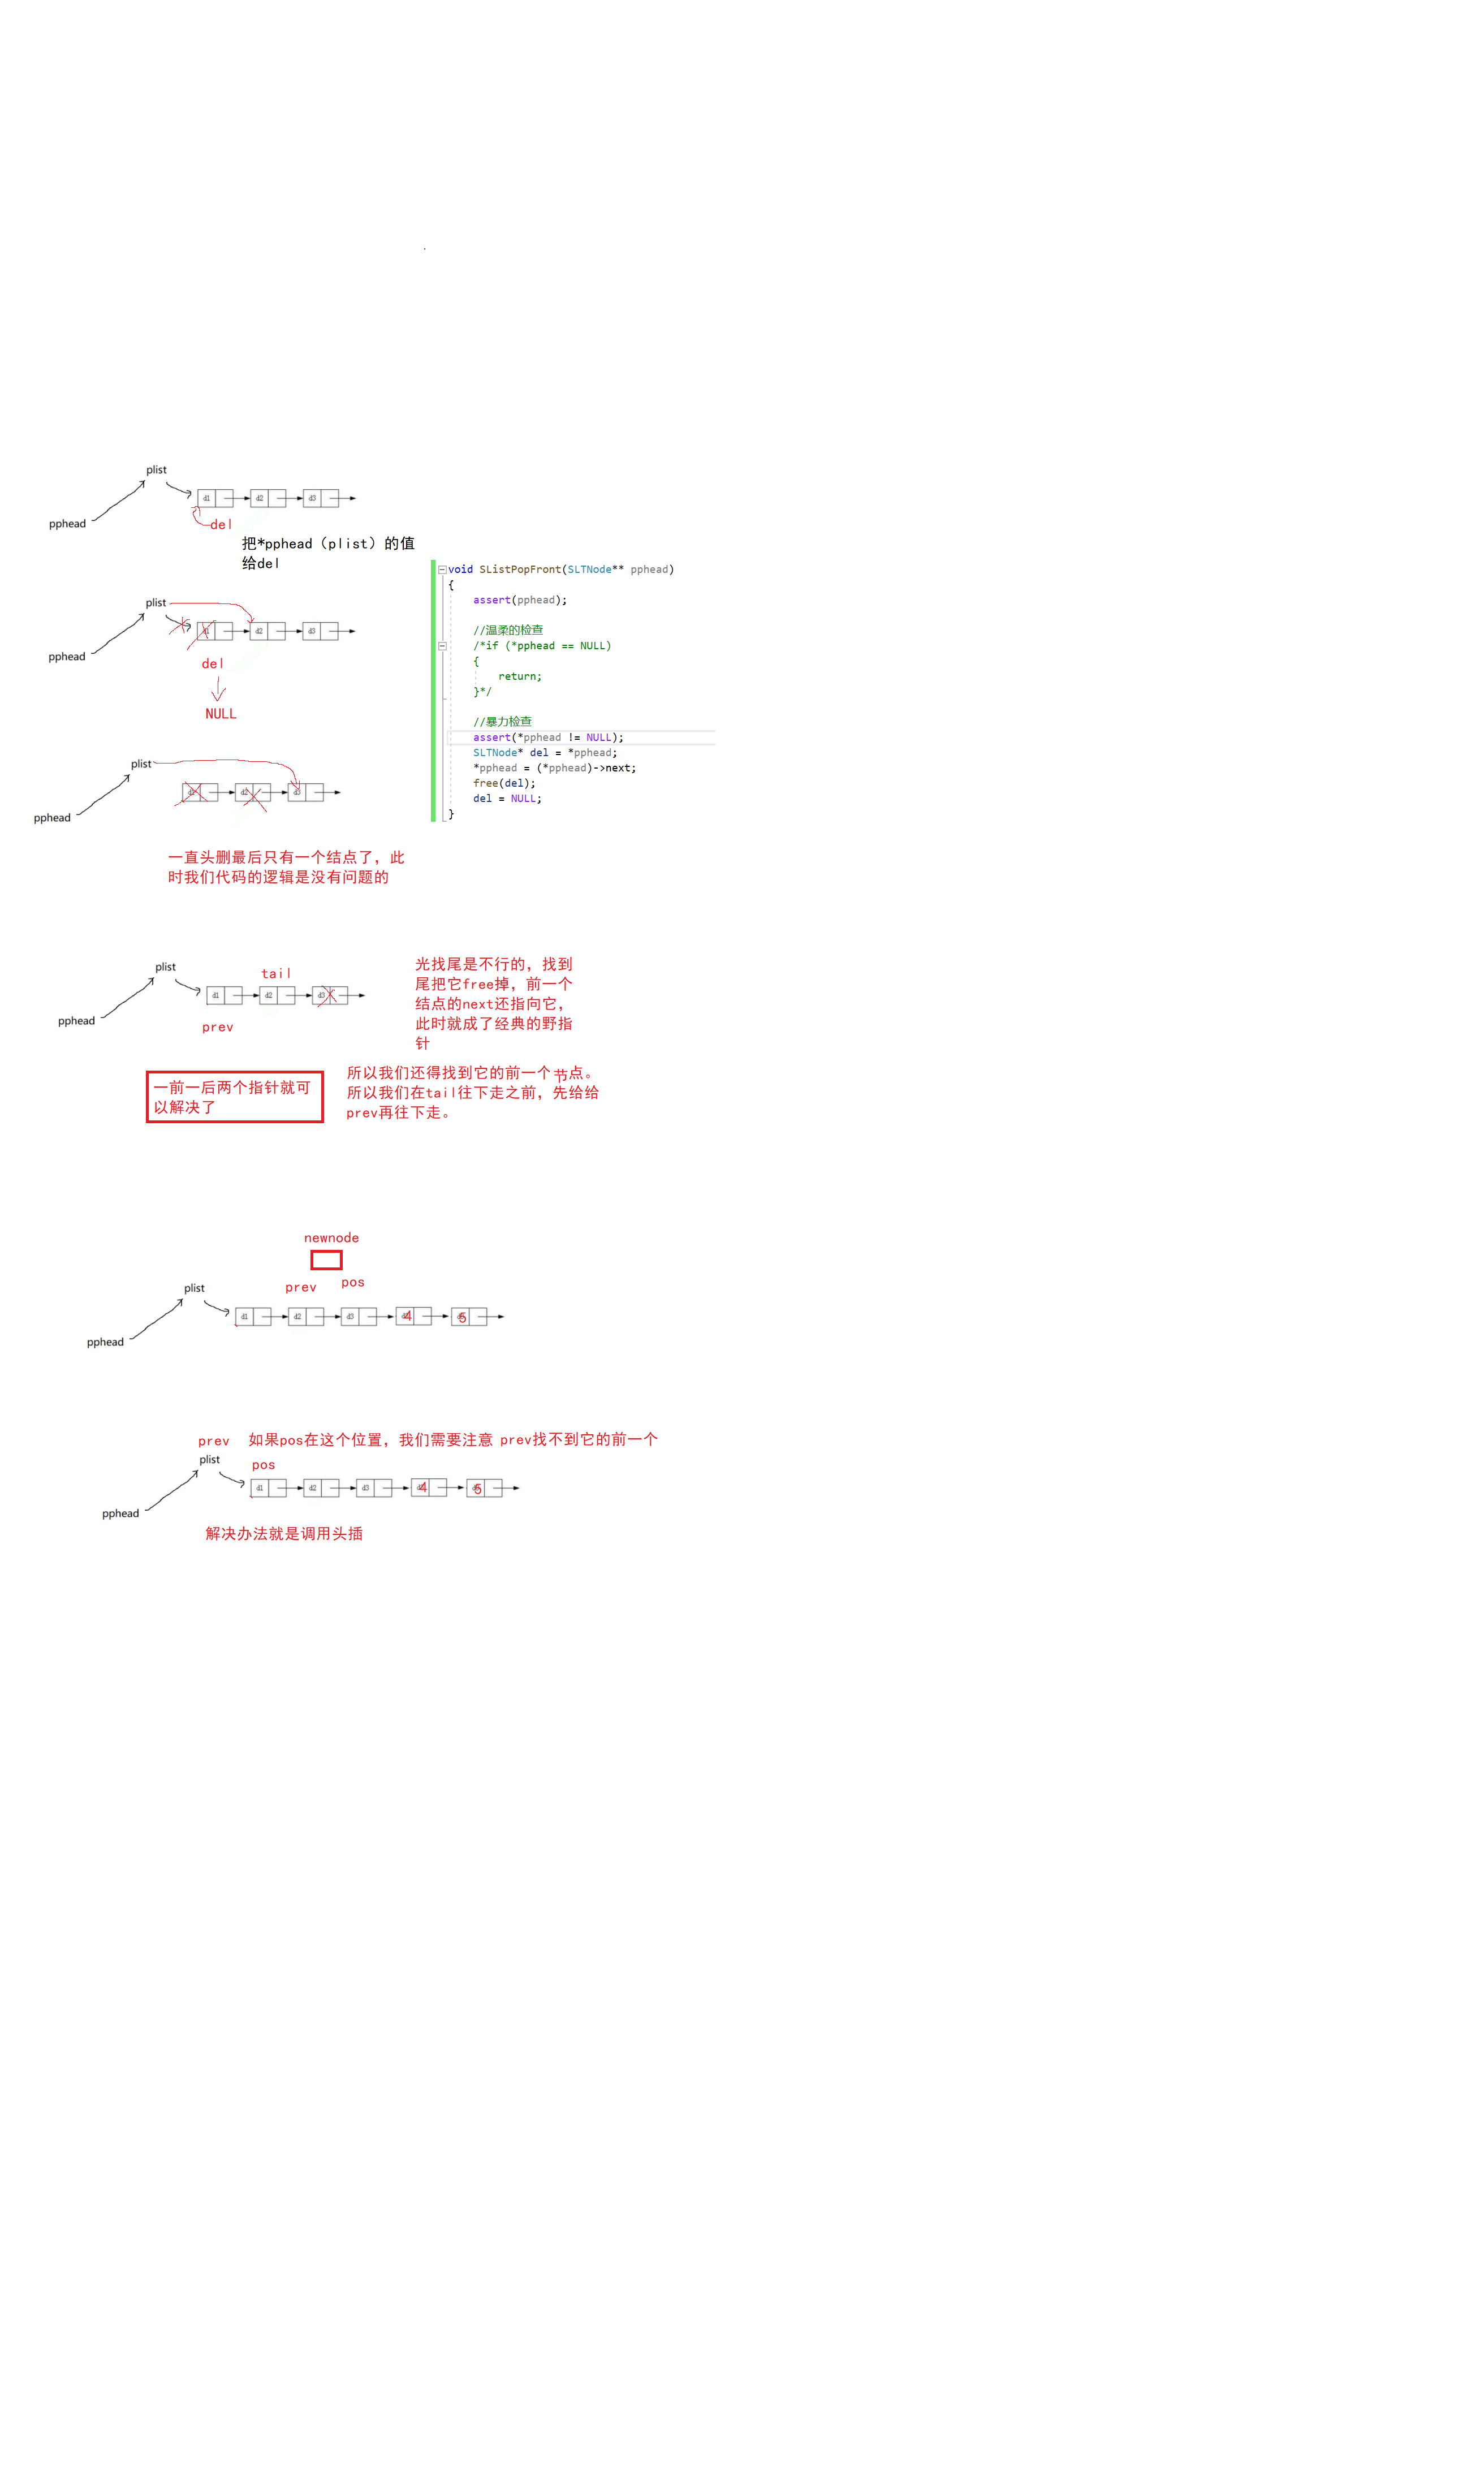 plist
d1
d2
d3
pphead
del
把*pphead（plist）的值
给del
plist
d1
d2
d3
pphead
del
NULL
plist
d1
d2
d3
pphead
void SListPopFront(SLTNode** pphead)
{
assert(pphead);
//温柔的检查
/*if (*pphead == NULL)
{
return;
}*/
//暴力检查
assert(*pphead != NULL);
SLTNode* del = *pphead;
*pphead = (*pphead)->next;
free(del);
del = NULL;
}
一直头删最后只有一个结点了，此
时我们代码的逻辑是没有问题的
plist
tail
d1
d2
d3
pphead
prev
光找尾是不行的，找到
尾把它free掉，前一个
结点的next还指向它，
此时就成了经典的野指
针
一前一后两个指针就可
以解决了
所以我们还得找到它的前一个节点。
所以我们在tail往下走之前，先给给
prev再往下走。
newnode
prev
pos
plist
d1
d2
d3
4
5
pphead
prev
如果pos在这个位置，我们需要注意 prev找不到它的前一个
plist
pos
d1
d2
d3
4
5
pphead
解决办法就是调用头插